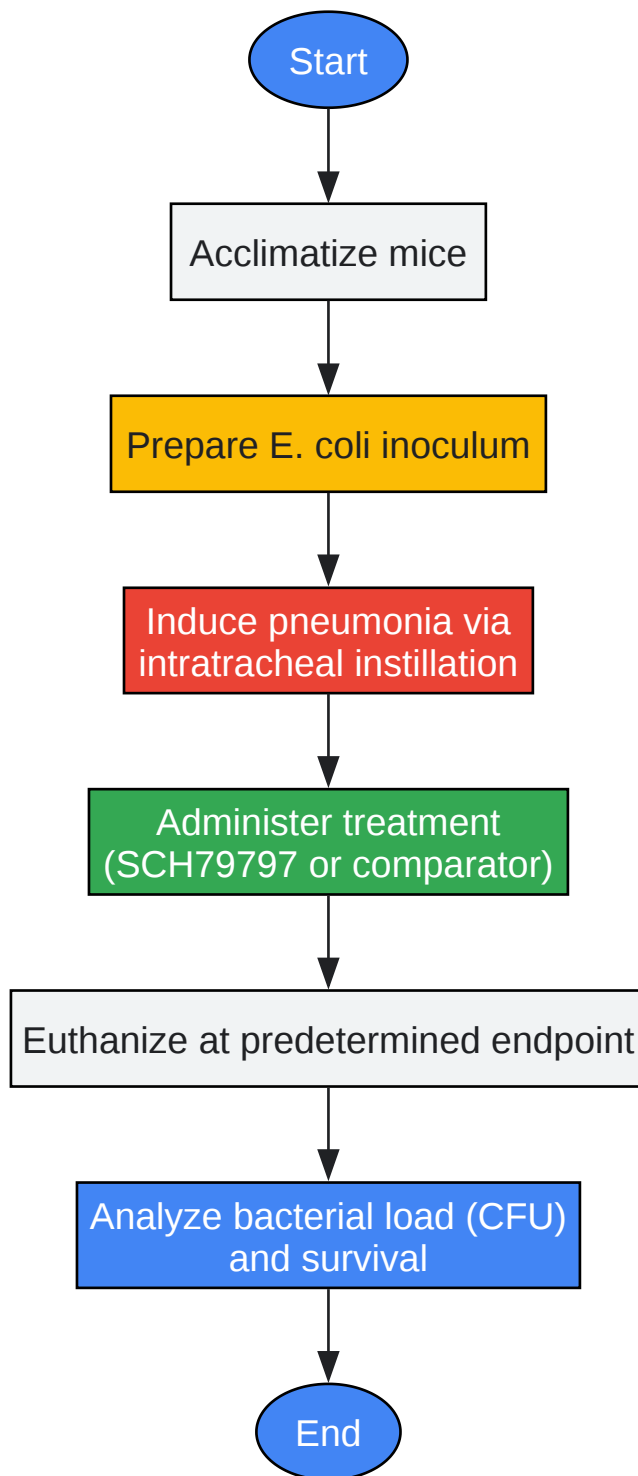 Start
Acclimatize mice
Prepare E. coli inoculum
Induce pneumonia via
intratracheal instillation
Administer treatment
(SCH79797 or comparator)
Euthanize at predetermined endpoint
Analyze bacterial load (CFU)
and survival
End